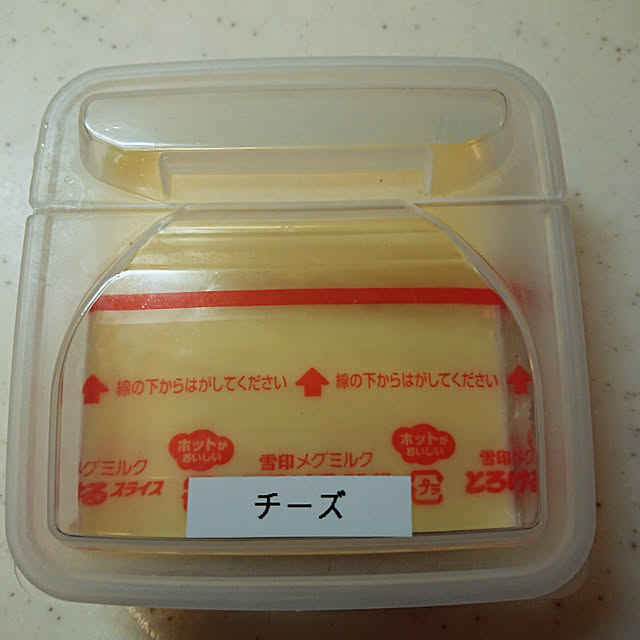 線の下からはがしてください
線の下からはがしてください
ホットが
おいしい
ホットが
おいしい
グミルク
雪印メグミルク
雪印
るスライス
プラ
とろけ
チーズ